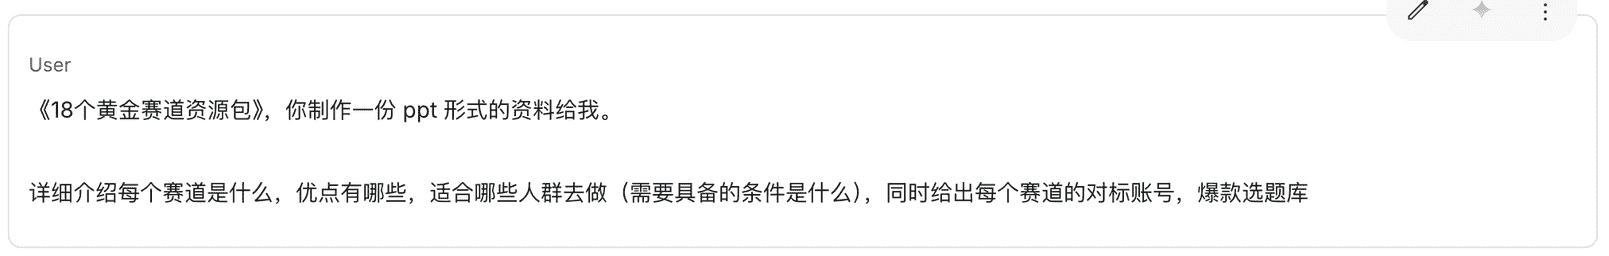 User
《18个黄金赛道资源包》，你制作一份 ppt 形式的资料给我。
详细介绍每个赛道是什么，优点有哪些，适合哪些人群去做（需要具备的条件是什么），同时给出每个赛道的对标账号，爆款选题库